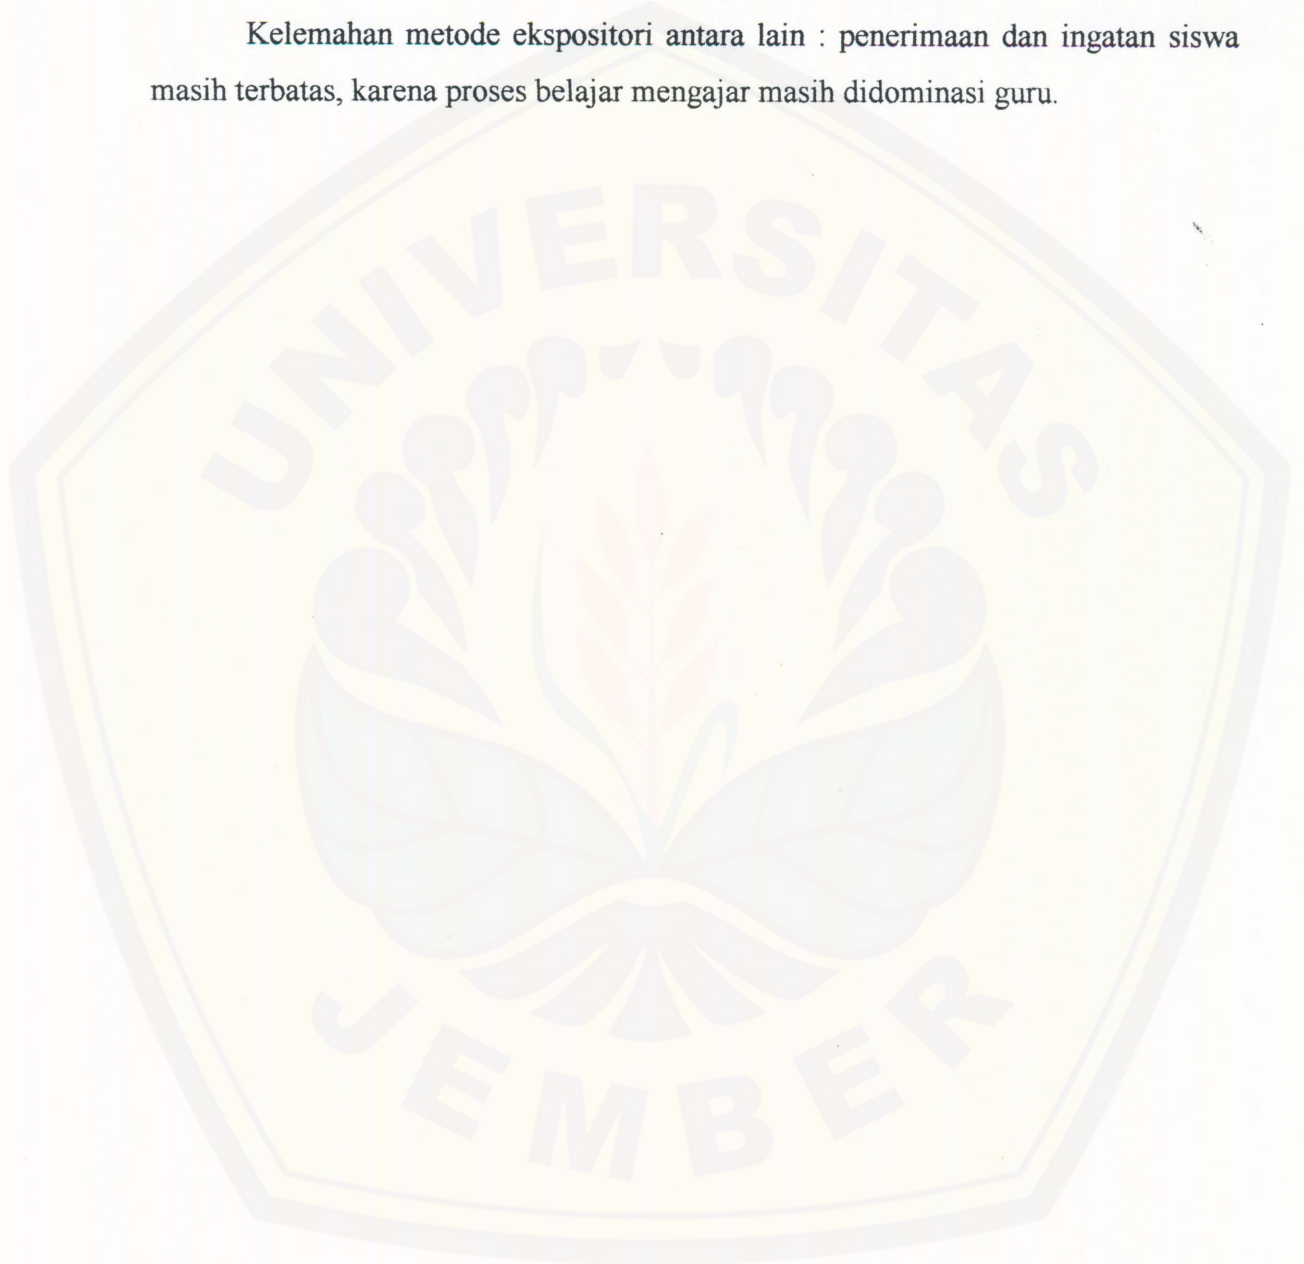 Kelemahan metode ekspositori antara lain : penerimaan dan ingatan siswa
masih terbatas, karena proses belajar mengajar masih didominasi guru.
UNIVERSITAS
JEMBER